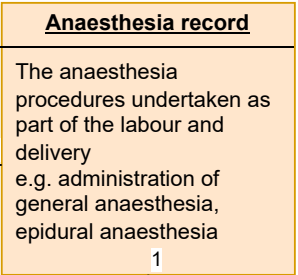 Anaesthesia record
The anaesthesia
procedures undertaken as
part of the labour and
delivery
e.g. administration of
general anaesthesia,
epidural anaesthesia
1